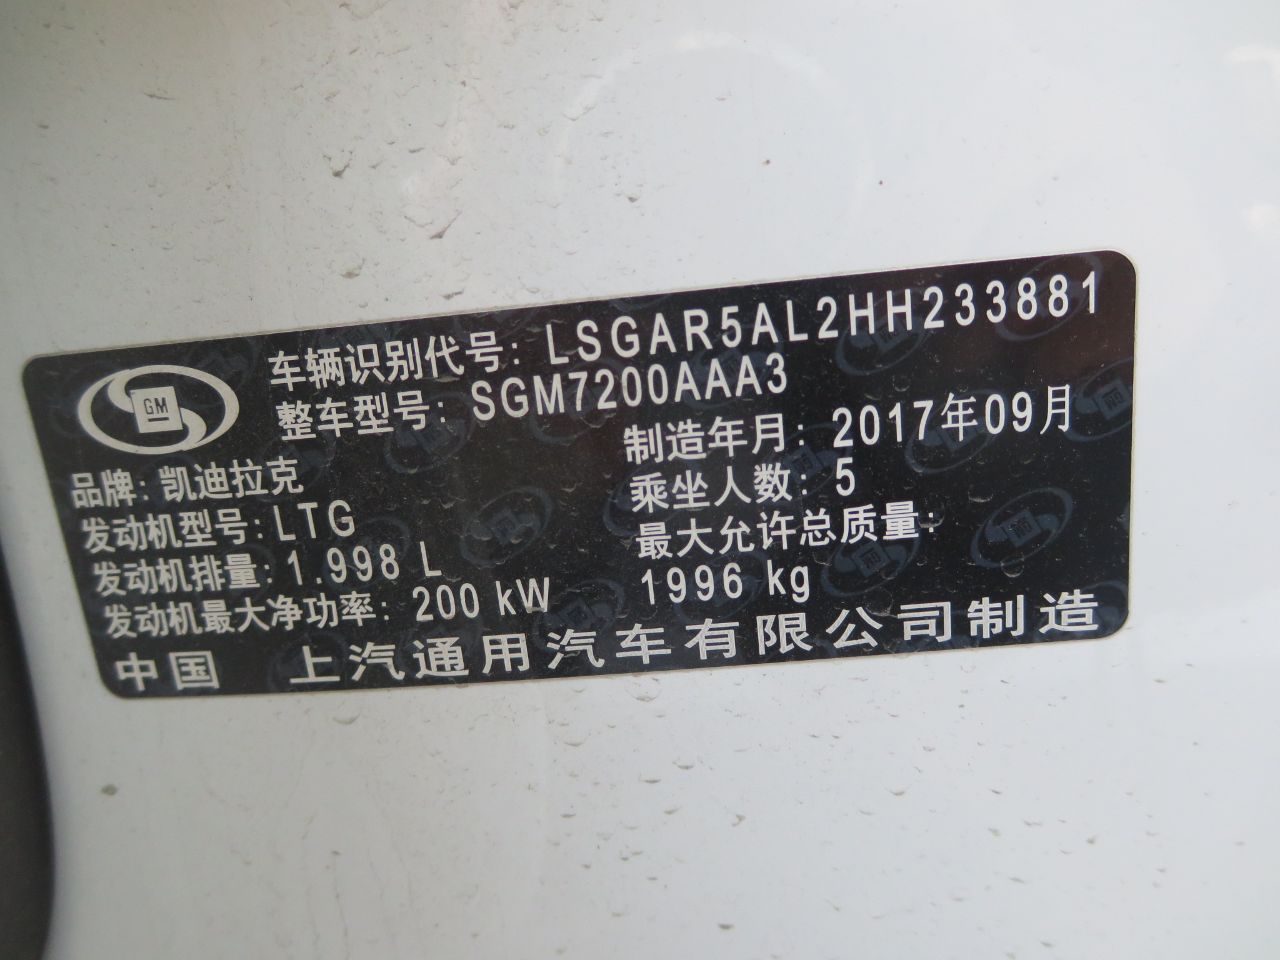 GM
车辆识别代号: LSGAR5AL2HH233881
整车型号: SGM7200AAA3
制造年月: 2017年09月
品牌: 凯迪拉克
乘坐人数: 5
发动机型号: LTG
最大允许总质量:
发动机排量: 1.998 L
1996 kg
发动机最大净功率: 200 kW
中国 上汽通用汽车有限公司制造